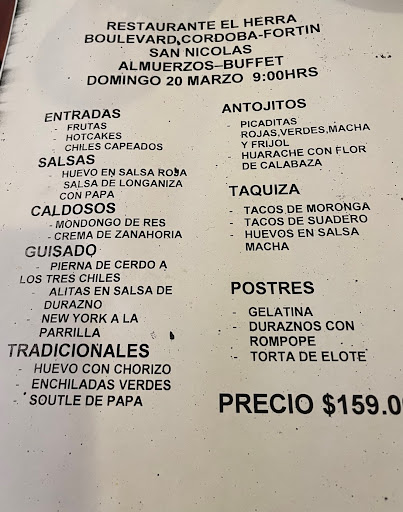 RESTAURANTE EL HERRA
BOULEVARD,CORDOBA-FORTIN
SAN NICOLAS
ALMUERZOS-BUFFET
DOMINGO 20 MARZO 9:00HRS
ENTRADAS
- FRUTAS
- HOTCAKES
CHILES CAPEADOS
SALSAS
- HUEVO EN SALSA ROJA
SALSA DE LONGANIZA
CON PAPA
CALDOSOS
- MONDONGO DE RES
- CREMA DE ZANAHORIA
GUISADO
- PIERNA DE CERDO A
LOS TRES CHILES
- ALITAS EN SALSA DE
DURAZNO
- NEW YORK A LA
PARRILLA
TRADICIONALES
- HUEVO CON CHORIZO
- ENCHILADAS VERDES
- SOUTLE DE PAPA
ANTOJITOS
- PICADITAS
ROJAS,VERDES,MACHA
Y FRIJOL
- HUARACHE CON FLOR
DE CALABAZA
TAQUIZA
- TACOS DE MORONGA
- TACOS DE SUADERO
- HUEVOS EN SALSA
MACHA
POSTRES
- GELATINA
- DURAZNOS CON
ROMPOPE
- TORTA DE ELOTE
PRECIO $159.0